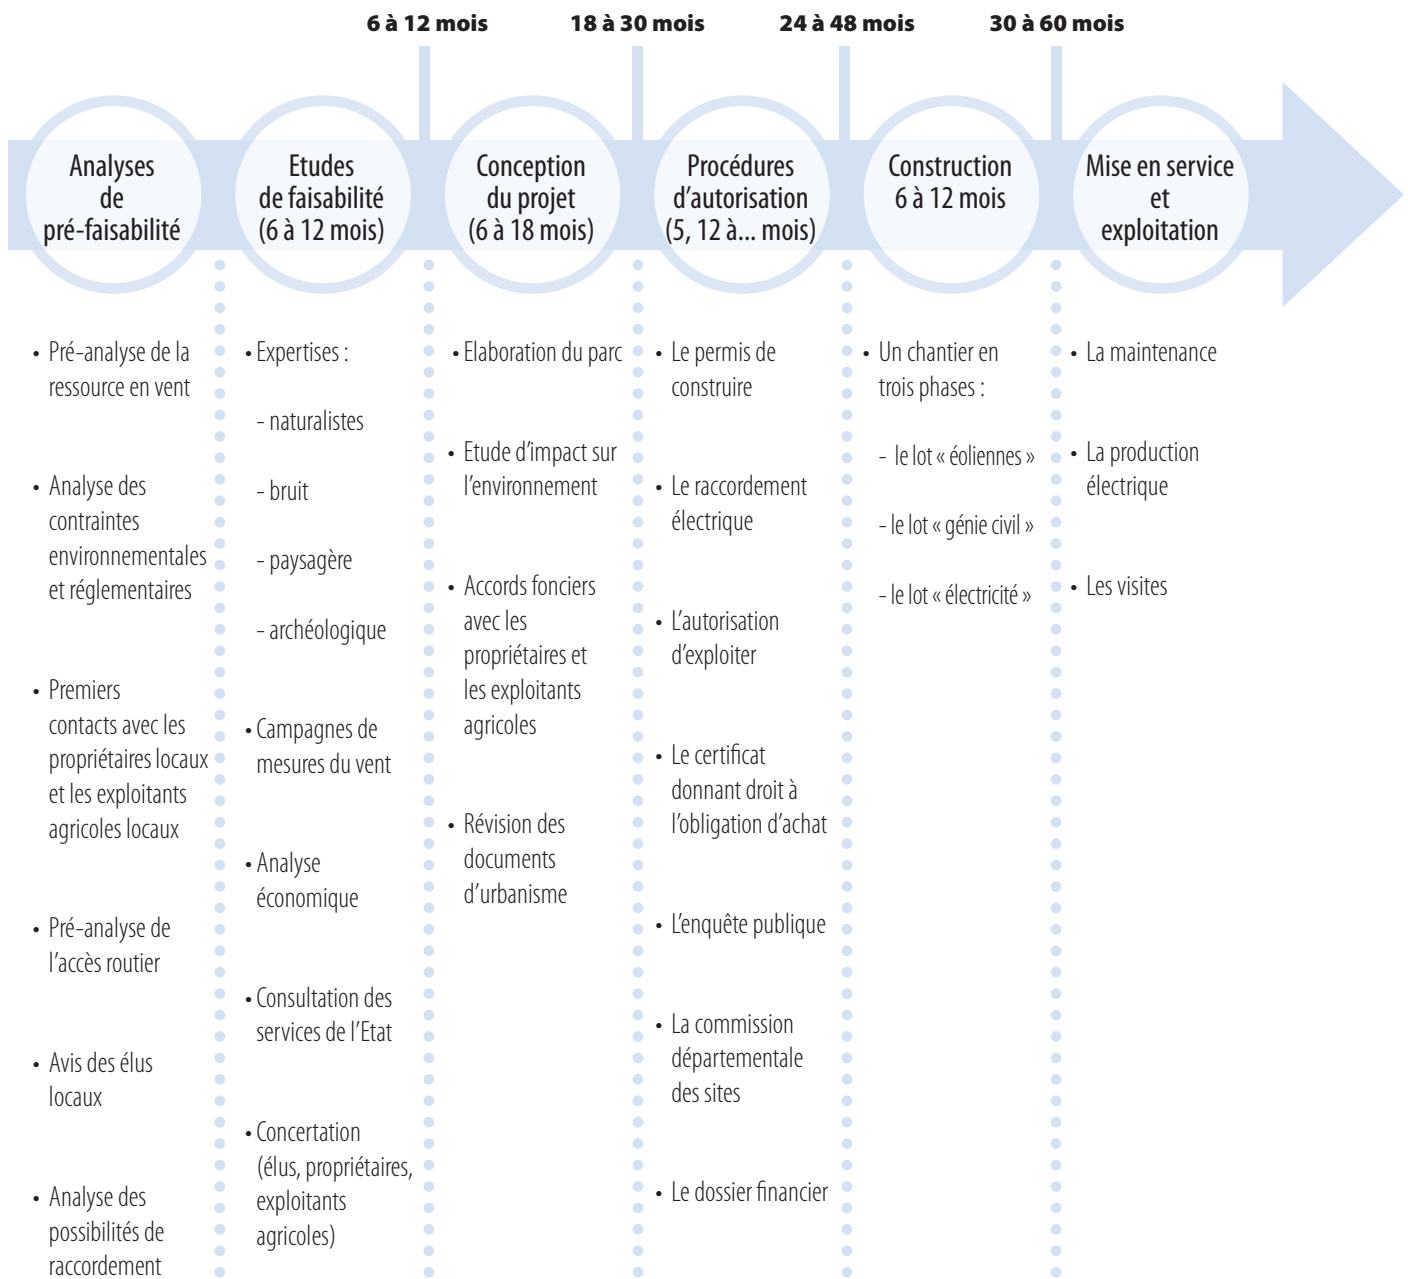 6 à 12 mois
18 à 30 mois
24 à 48 mois
30 à 60 mois
Analyses
de
pré-faisabilité
Etudes
de faisabilité
(6 à 12 mois)
Conception
du projet
(6 à 18 mois)
Procédures
d’autorisation
(5, 12 à... mois)
Construction
6 à 12 mois
Mise en service
et
exploitation
• Pré-analyse de la
ressource en vent
• Analyse des
contraintes
environnementales
et réglementaires
• Premiers
contacts avec les
propriétaires locaux
et les exploitants
agricoles locaux
• Pré-analyse de
l’accès routier
• Avis des élus
locaux
• Analyse des
possibilités de
raccordement
• Expertises :
- naturalistes
- bruit
- paysagère
- archéologique
• Campagnes de
mesures du vent
• Analyse
économique
• Consultation des
services de l’Etat
• Concertation
(élus, propriétaires,
exploitants
agricoles)
• Elaboration du parc
• Etude d’impact sur
l’environnement
• Accords fonciers
avec les
propriétaires et
les exploitants
agricoles
• Révision des
documents
d’urbanisme
• Le permis de
construire
• Le raccordement
électrique
• L’autorisation
d’exploiter
• Le certificat
donnant droit à
l’obligation d’achat
• L’enquête publique
• La commission
départementale
des sites
• Le dossier financier
• Un chantier en
trois phases :
- le lot « éoliennes »
- le lot « génie civil »
- le lot « électricité »
• La maintenance
• La production
électrique
• Les visites